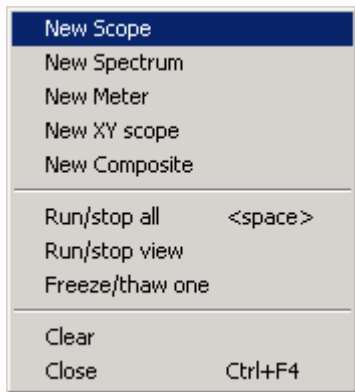 New Scope
New Spectrum
New Meter
New XY scope
New Composite
Run/stop all <space>
Run/stop view
Freeze/thaw one
Clear
Close Ctrl+F4